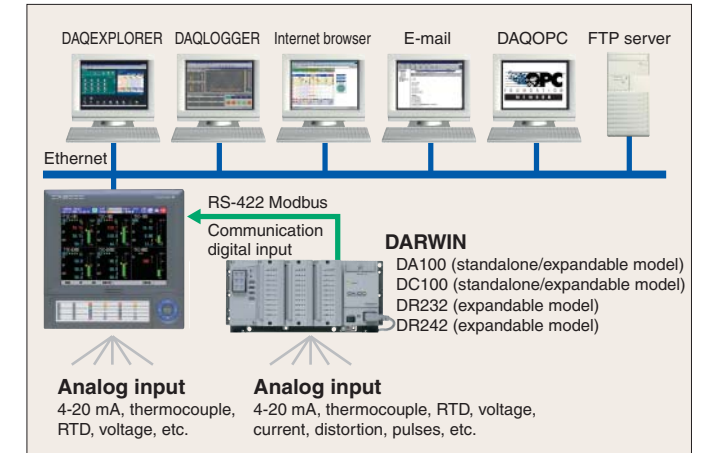 DAQEXPLORER DAQLOGGER Internet browser E-mail DAQOPC FTP server
OPC
Ethernet
RS-422 Modbus
Communication
digital input
DARWIN
DA100 (standalone/expandable model)
DC100 (standalone/expandable model)
DR232 (expandable model)
DR242 (expandable model)
Analog input
4-20 mA, thermocouple,
RTD, voltage, etc.
Analog input
4-20 mA, thermocouple, RTD, voltage,
current, distortion, pulses, etc.